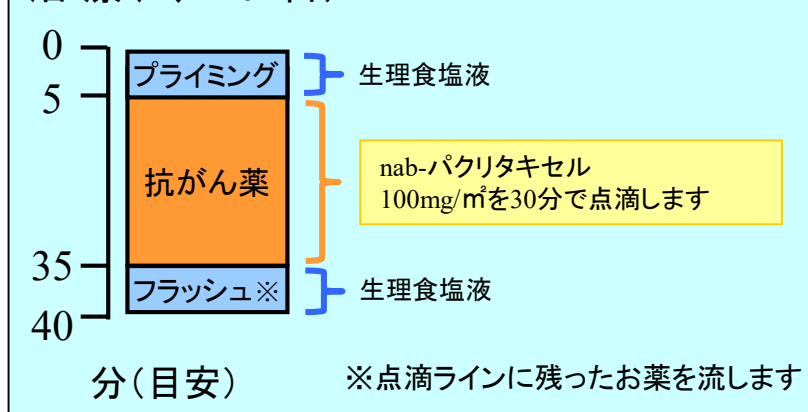 0
プライミング
生理食塩液
5
抗がん薬
nab-パクリタキセル
100mg/㎡を30分で点滴します
35
フラッシュ※
生理食塩液
40
分(目安)
※点滴ラインに残ったお薬を流します